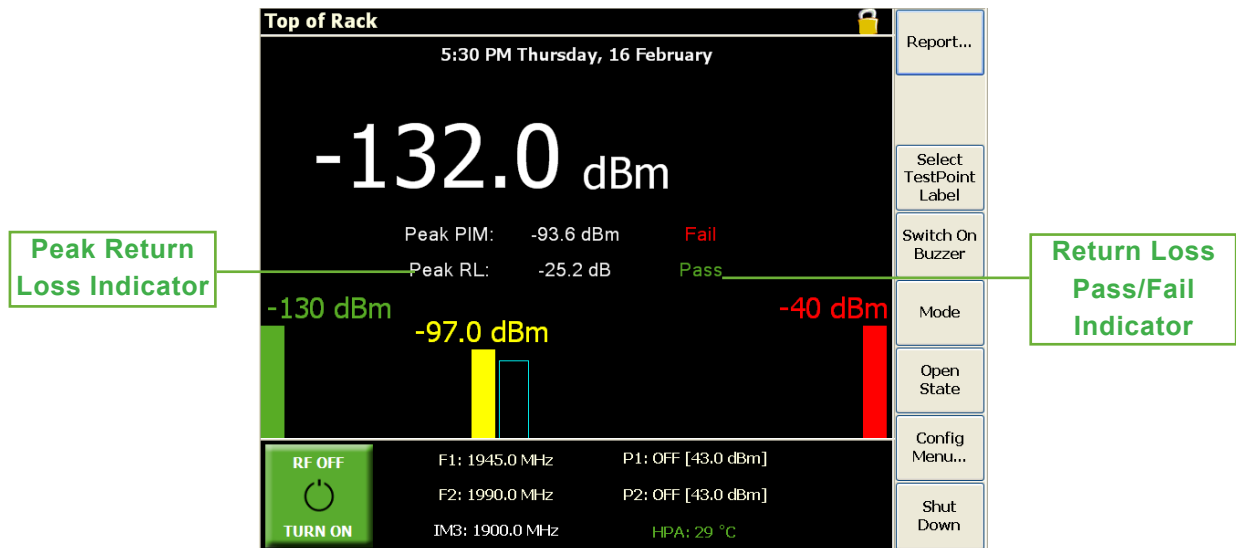 Top of Rack
5:30 PM Thursday, 16 February
-132.0 dBm
Peak PIM: -93.6 dBm Fail
Peak RL: -25.2 dB Pass
-130 dBm
-97.0 dBm
-40 dBm
RF OFF
TURN ON
F1: 1945.0 MHz P1: OFF [43.0 dBm]
F2: 1990.0 MHz P2: OFF [43.0 dBm]
IM3: 1900.0 MHz HPA: 29 °C
Report...
Select
TestPoint
Label
Switch On
Buzzer
Mode
Open
State
Config
Menu...
Shut
Down
Peak Return
Loss Indicator
Return Loss
Pass/Fail
Indicator